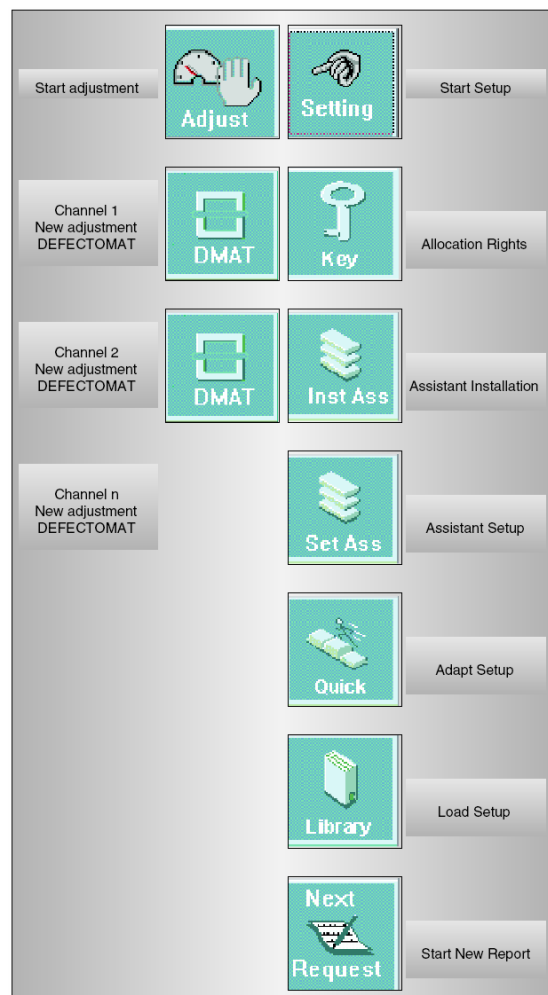 Start adjustment
Adjust
Setting
Start Setup
Channel 1
New adjustment
DEFECTOMAT
DMAT
Key
Allocation Rights
Channel 2
New adjustment
DEFECTOMAT
DMAT
Inst Ass
Assistant Installation
Channel n
New adjustment
DEFECTOMAT
Set Ass
Assistant Setup
Quick
Adapt Setup
Library
Load Setup
Next
Request
Start New Report